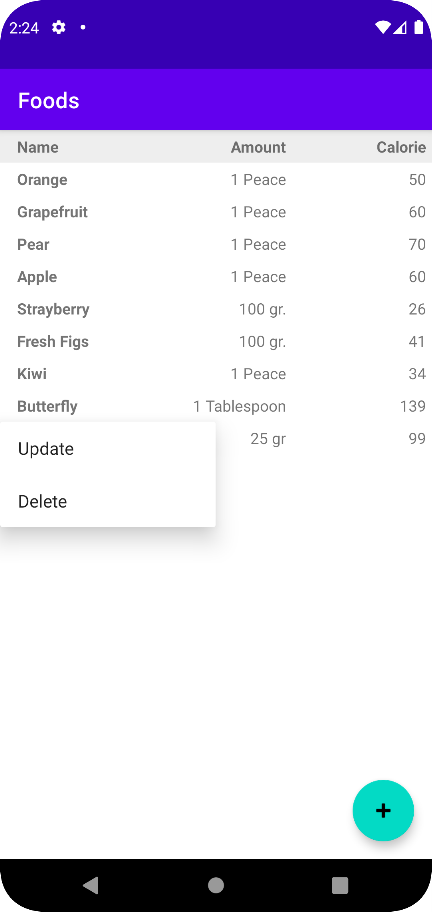 2:24
Foods
Name Amount Calorie
Orange 1 Peace 50
Grapefruit 1 Peace 60
Pear 1 Peace 70
Apple 1 Peace 60
Strayberry 100 gr. 26
Fresh Figs 100 gr. 41
Kiwi 1 Peace 34
Butterfly 1 Tablespoon 139
25 gr 99
Update
Delete
+